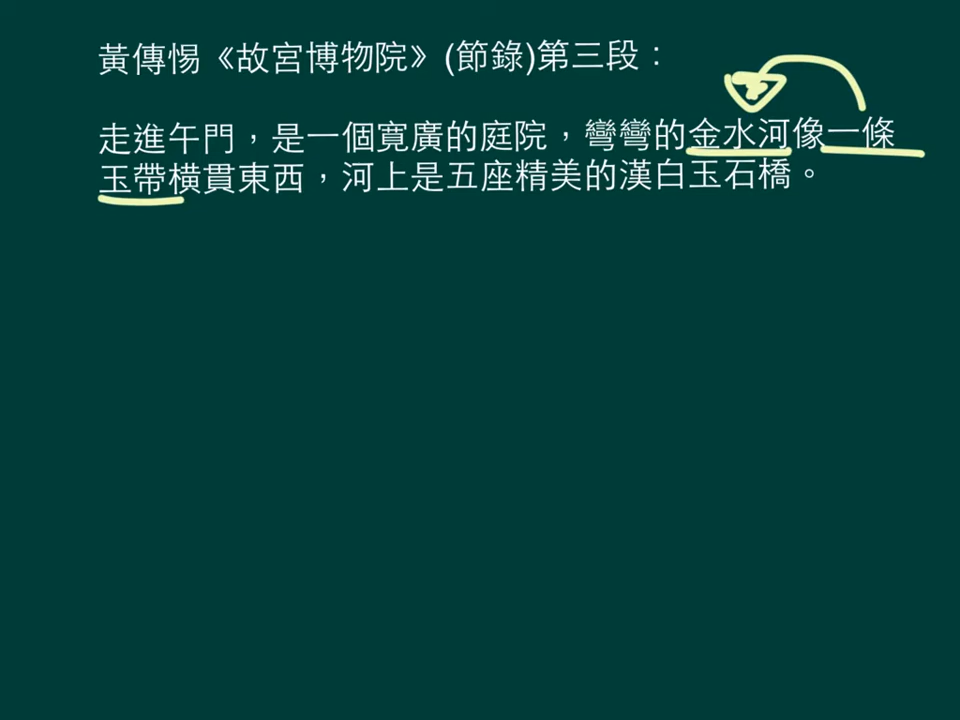 黃傳惕《故宮博物院》(節錄)第三段：
走進午門，是一個寬廣的庭院，彎彎的金水河像一條
玉帶橫貫東西，河上是五座精美的漢白玉石橋。